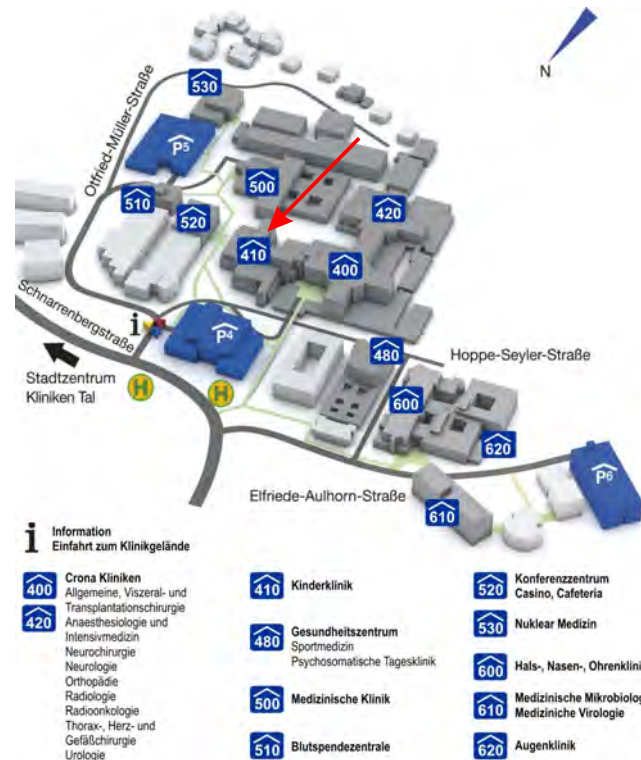 N
530
Otfried-Müller-Straße
P5
500
510
520
420
410
400
Schnarrenbergstraße
i
P4
480
Hoppe-Seyler-Straße
Stadtzentrum
Kliniken Tal
H
H
600
620
P6
Elfriede-Aulhorn-Straße
610
i Information
Einfahrt zum Klinikgelände
400 Crona Kliniken
420 Allgemeine, Viszeral- und
Transplantationschirurgie
Anaesthesiologie und
Intensivmedizin
Neurochirurgie
Neurologie
Orthopädie
Radiologie
Radioonkologie
Thorax-, Herz- und
Gefäßchirurgie
Urologie
410 Kinderklinik
480 Gesundheitszentrum
Sportmedizin
Psychosomatische Tagesklinik
500 Medizinische Klinik
510 Blutspendezentrale
520 Konferenzzentrum
Casino, Cafeteria
530 Nuklear Medizin
600 Hals-, Nasen-, Ohrenklini
610 Medizinische Mikrobiolog
Mediziniche Virologie
620 Augenklinik